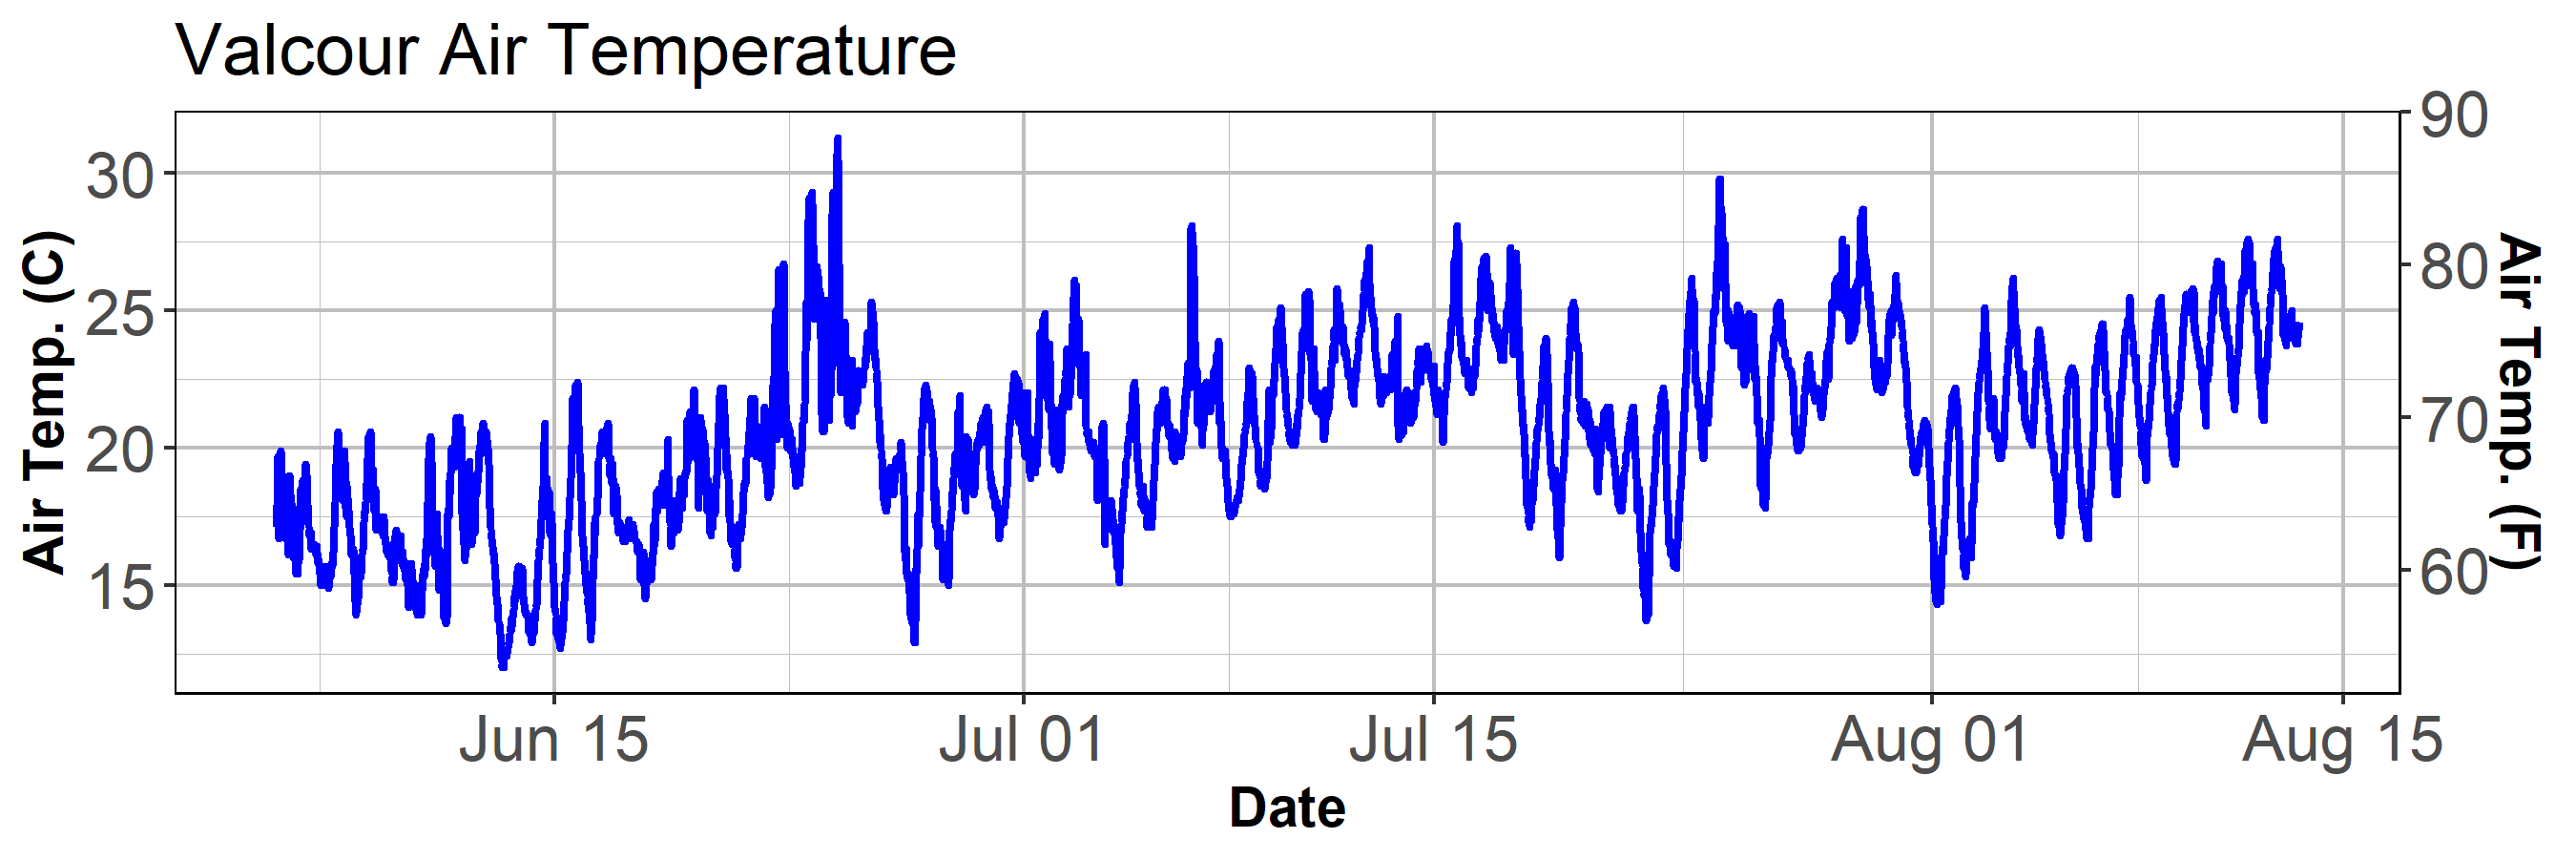 Valcour Air Temperature
Air Temp. (C)
30
25
20
15
90
80
70
60
Air Temp. (F)
Jun 15
Jul 01
Jul 15
Aug 01
Aug 15
Date